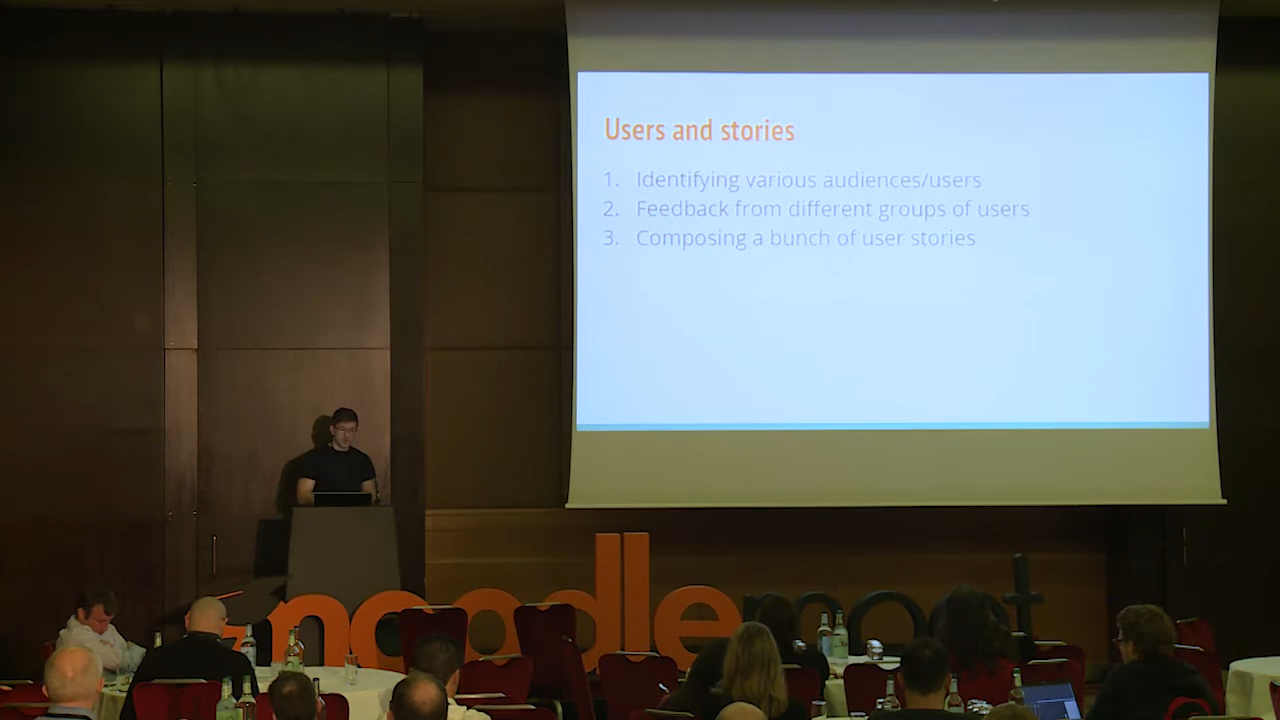 Users and stories
1. Identifying various audiences/users
2. Feedback from different groups of users
3. Composing a bunch of user stories
moodlemoot